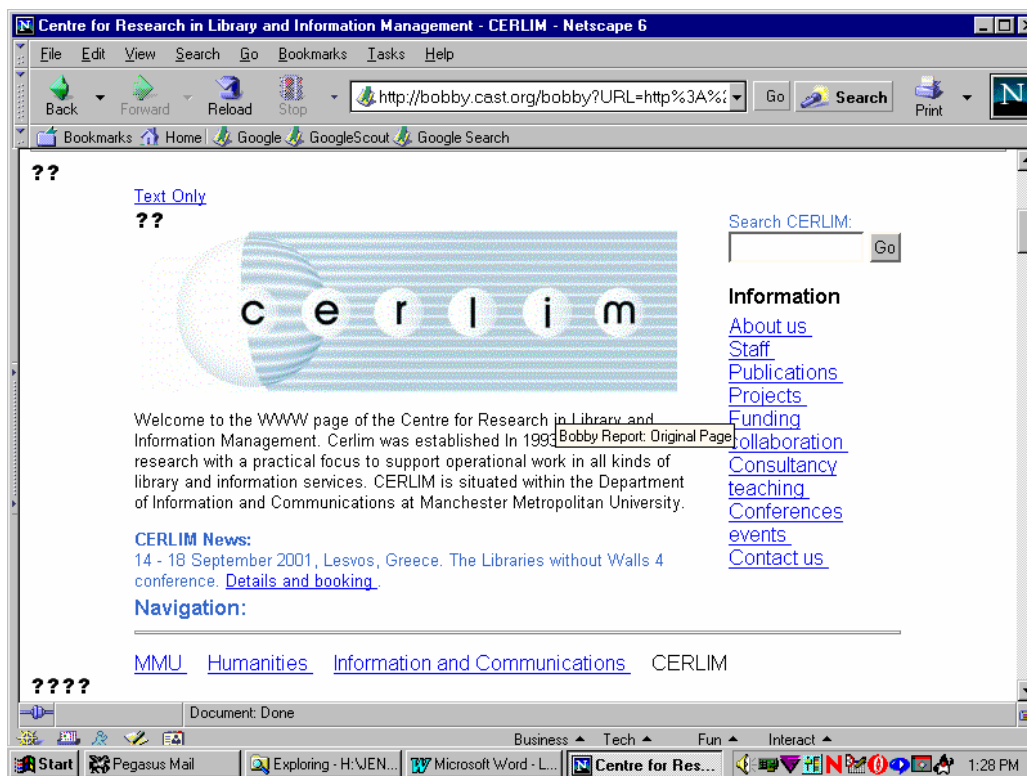 Centre for Research in Library and Information Management - CERLIM - Netscape 6
File Edit View Search Go Bookmarks Tasks Help
Back Forward Reload Stop http://bobby.cast.org/bobby?URL=http%3A% Go Search Print N
Bookmarks Home Google GoogleScout Google Search
??
Text Only
??
cerlim
Search CERLIM:
Go
Information
About us
Staff
Publications
Projects
Funding
collaboration
Consultancy
teaching
Conferences
events
Contact us
Welcome to the WWW page of the Centre for Research in Library and
Information Management. Cerlim was established In 1993
Bobby Report: Original Page
research with a practical focus to support operational work in all kinds of
library and information services. CERLIM is situated within the Department
of Information and Communications at Manchester Metropolitan University.
CERLIM News:
14 - 18 September 2001, Lesvos, Greece. The Libraries without Walls 4
conference. Details and booking .
Navigation:
MMU Humanities Information and Communications CERLIM
????
Document: Done
Business Tech Fun Interact
Start Pegasus Mail Exploring - H:\JEN... Microsoft Word - L... Centre for Res... 1:28 PM